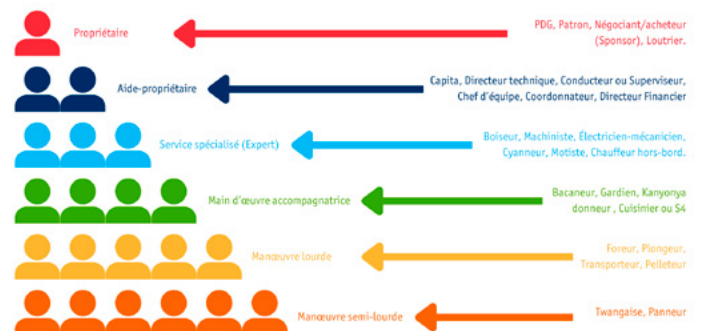 Propriétaire
PDG, Patron, Négociant/acheteur
(Sponsor), Loutrier.
Aide-propriétaire
Capita, Directeur technique, Conducteur ou Superviseur,
Chef d'équipe, Coordonnateur, Directeur Financier
Service spécialisé (Expert)
Boiseur, Machiniste, Électricien-mécanicien,
Cyanneur, Motiste, Chauffeur hors-bord.
Main d'œuvre accompagnatrice
Bacaneur, Gardien, Kanyonya
donneur , Cuisinier ou S4
Manœuvre lourde
Foreur, Plongeur,
Transporteur, Pelleteur
Manœuvre semi-lourde
Twangaise, Panneur